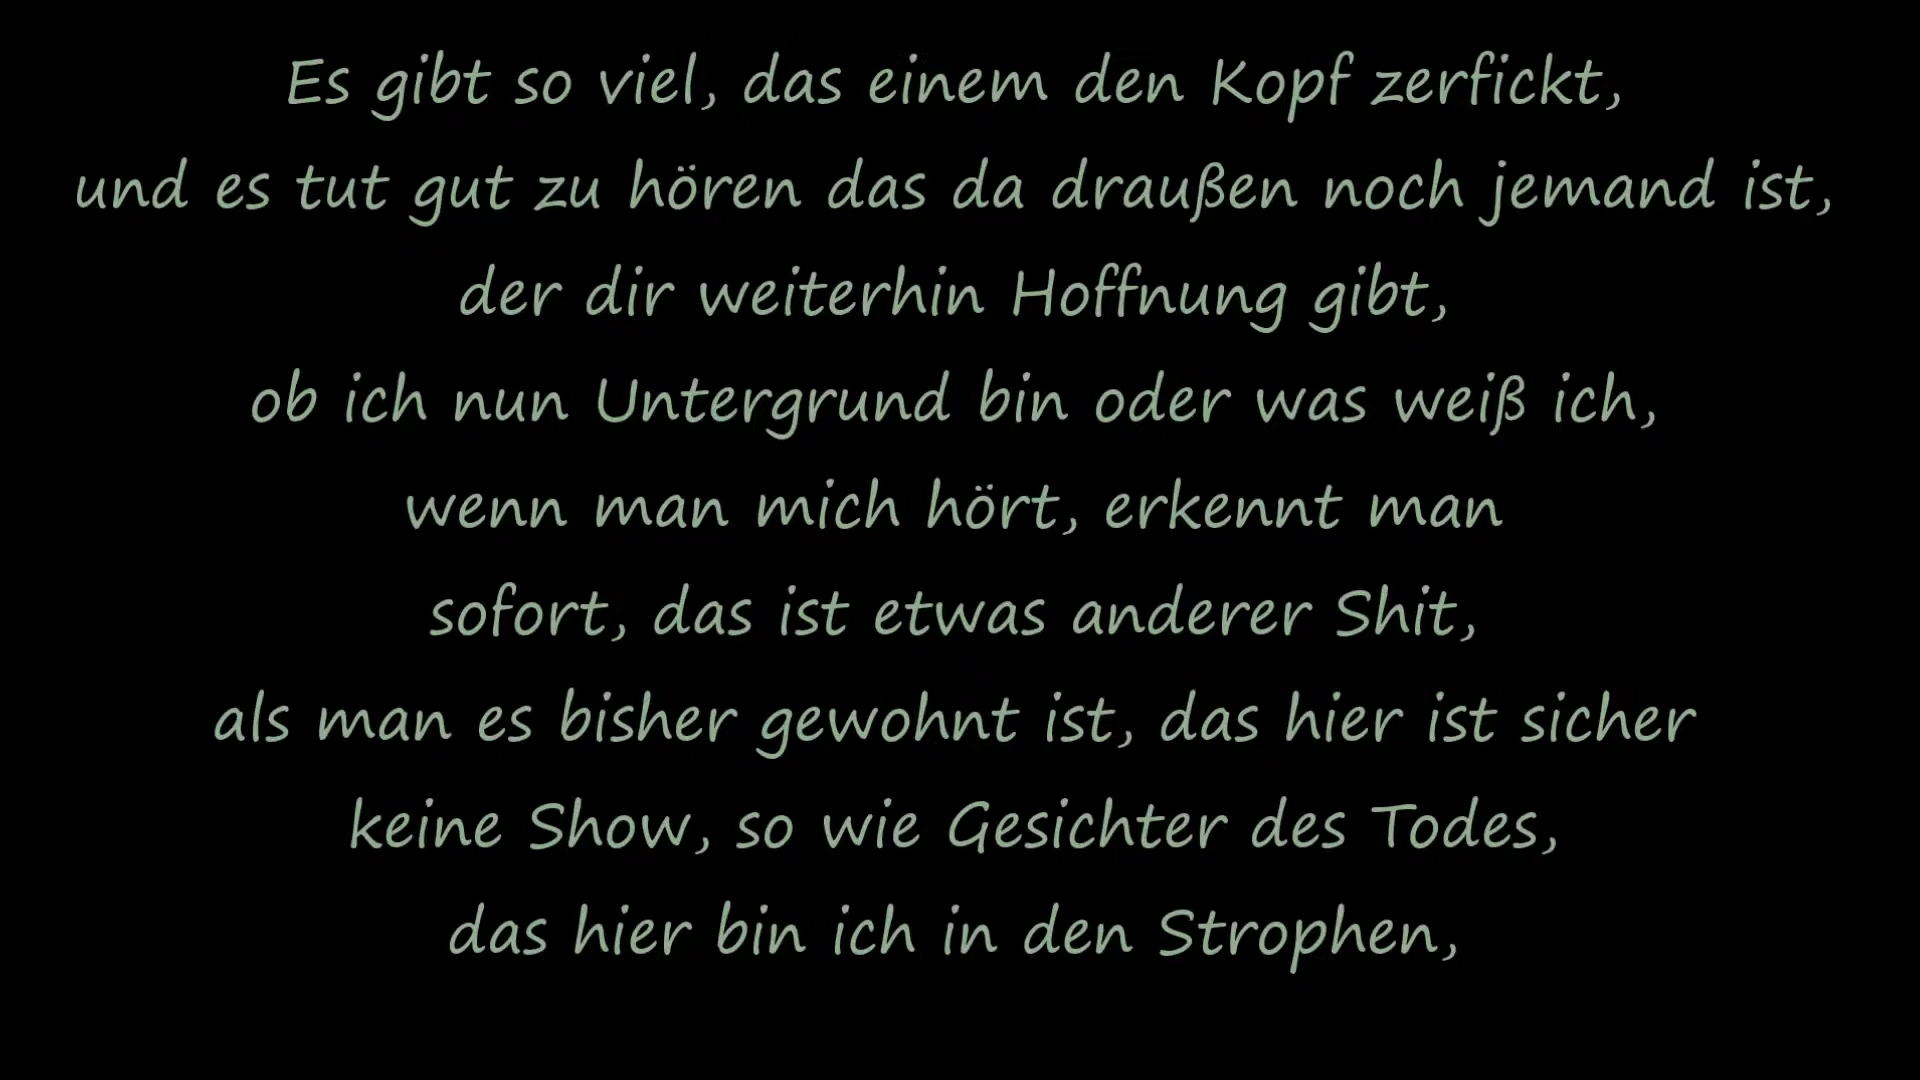 Es gibt so viel, das einem den Kopf zerfickt,
und es tut gut zu hören das da draußen noch jemand ist,
der dir weiterhin Hoffnung gibt,
ob ich nun Untergrund bin oder was weiß ich,
wenn man mich hört, erkennt man
sofort, das ist etwas anderer Shit,
als man es bisher gewohnt ist, das hier ist sicher
keine Show, so wie Gesichter des Todes,
das hier bin ich in den Strophen,